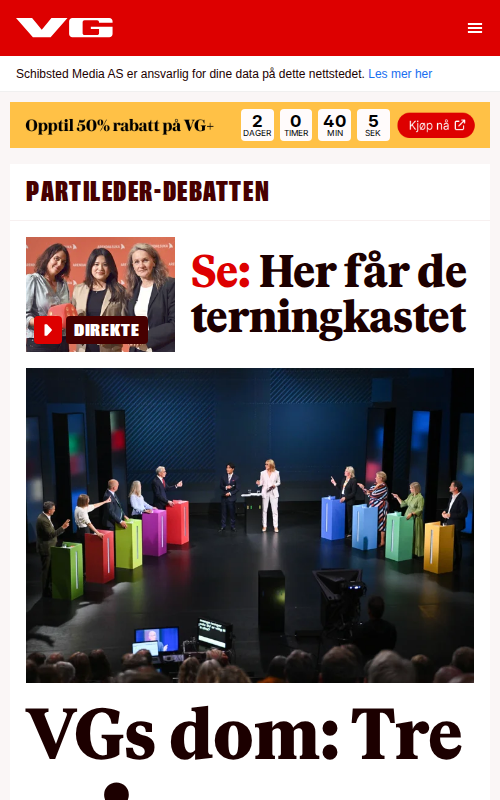 VG
Schibsted Media AS er ansvarlig for dine data på dette nettstedet. Les mer her
Opptil 50% rabatt på VG+
2 0 40 5
DAGER TIMER MIN SEK
Kjøp nå
PARTILEDER-DEBATTEN
DIREKTE
Se: Her får de
terningkastet
VGs dom: Tre